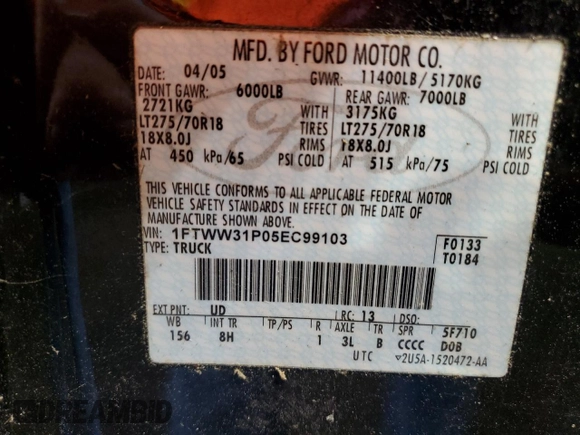 MFD. BY FORD MOTOR CO.
DATE: 04/05 GVWR: 11400LB/ 5170KG
FRONT GAWR: 6000LB REAR GAWR: 7000LB
2721KG WITH 3175KG WITH
LT275/70R18 TIRES LT275/70R18 TIRES
18X8.0J RIMS 18X8.0J RIMS
AT 450 kPa/65 PSI COLD AT 515 kPa/75 PSI COLD
THIS VEHICLE CONFORMS TO ALL APPLICABLE FEDERAL MOTOR
VEHICLE SAFETY STANDARDS IN EFFECT ON THE DATE OF
MANUFACTURE SHOWN ABOVE.
VIN: 1FTWW31P05EC99103 F0133
TYPE: TRUCK T0184
EXT PNT: UD RC: 13 DSO:
WB INT TR TP/PS R AXLE TR SPR 5F710
156 8H 1 3L B CCCC DOB
UTC ▽2U5A-1520472-AA
Ford
DREAMBID